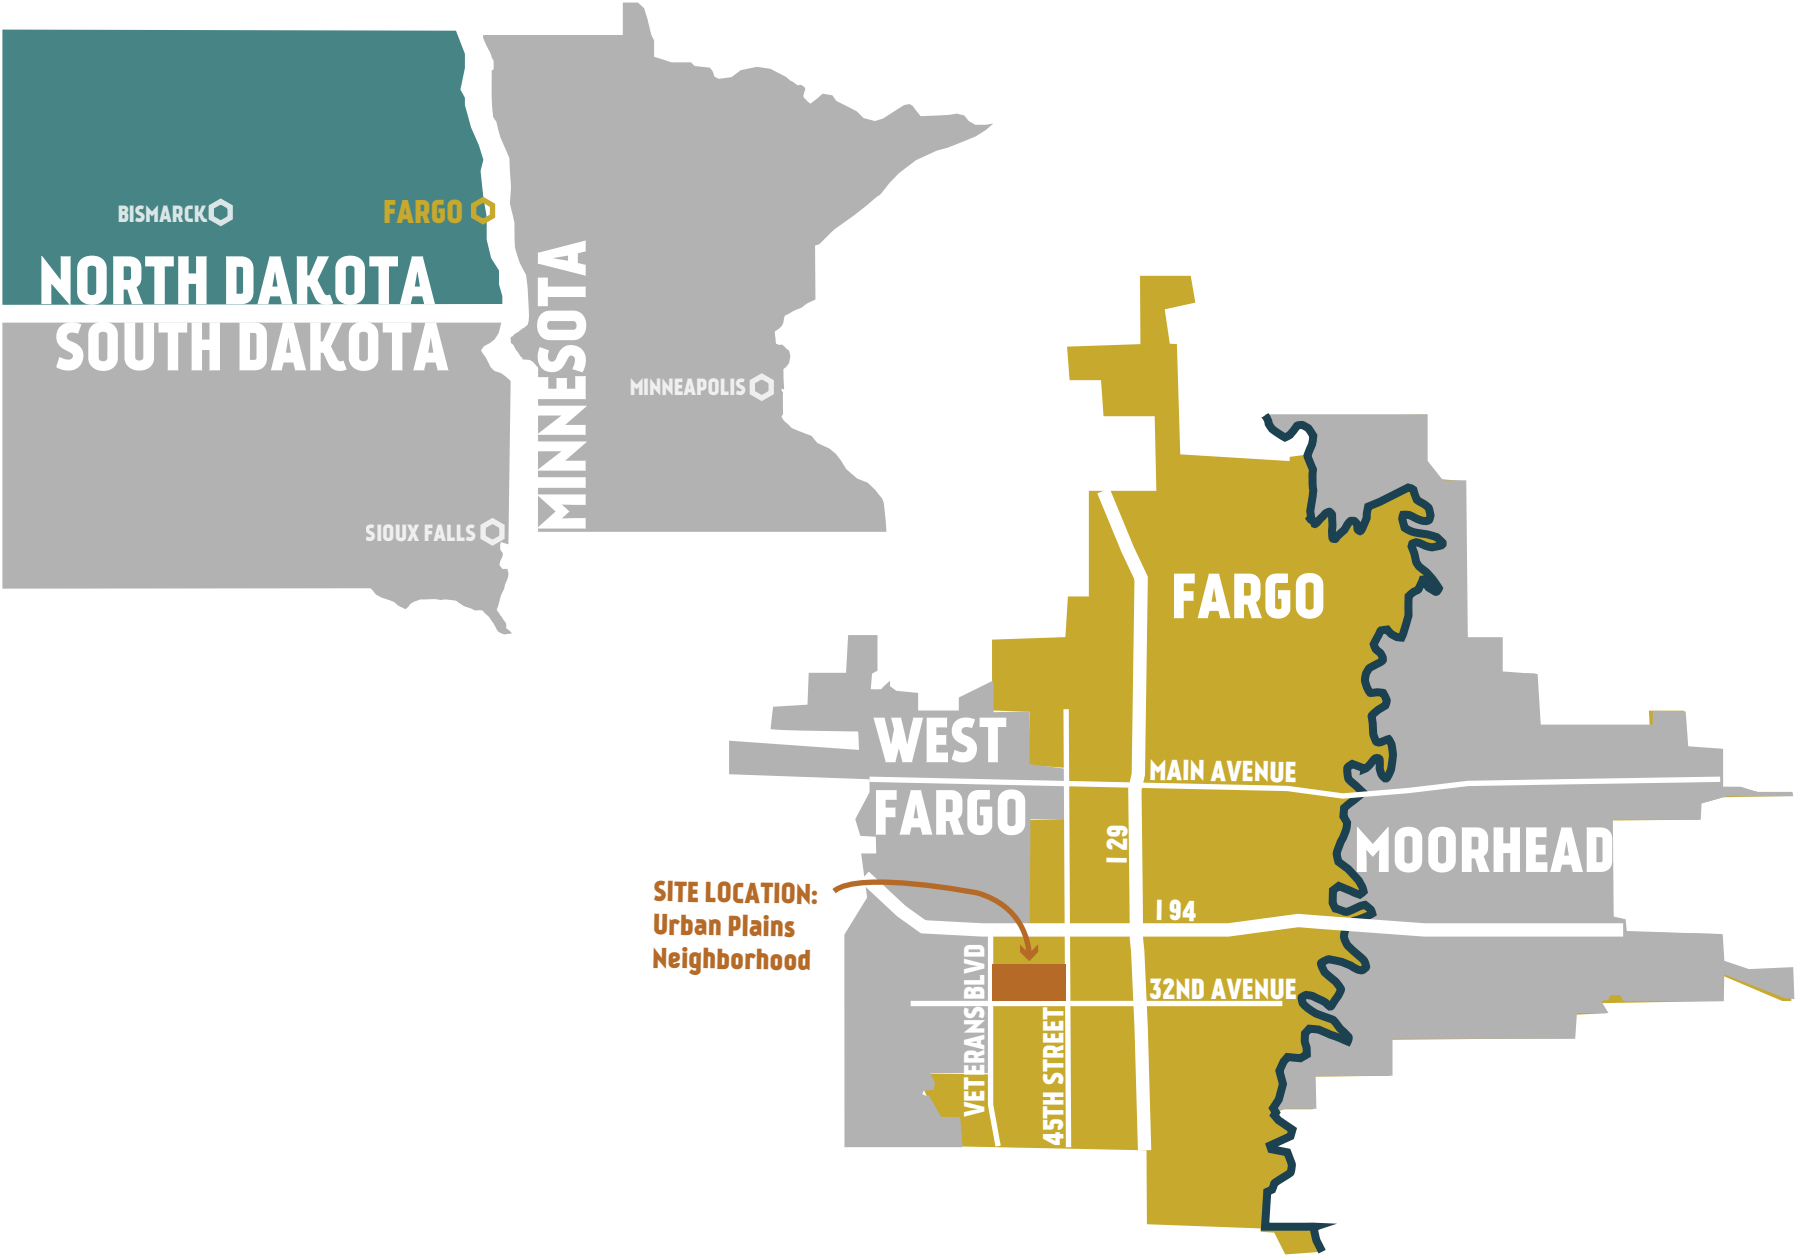 BISMARCK
FARGO
NORTH DAKOTA
SOUTH DAKOTA
MINNESOTA
MINNEAPOLIS
SIOUX FALLS
FARGO
WEST
FARGO
MAIN AVENUE
I 29
MOORHEAD
SITE LOCATION:
Urban Plains
Neighborhood
I 94
VETERANS BLVD
32ND AVENUE
45TH STREET